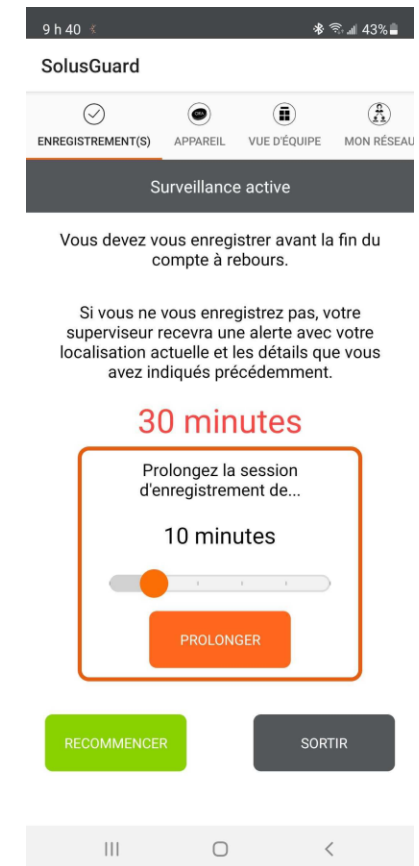 9 h 40
43%
SolusGuard
ENREGISTREMENT(S) APPAREIL VUE D'ÉQUIPE MON RÉSEAU
Surveillance active
Vous devez vous enregistrer avant la fin du
compte à rebours.
Si vous ne vous enregistrez pas, votre
superviseur recevra une alerte avec votre
localisation actuelle et les détails que vous
avez indiqués précédemment.
30 minutes
Prolongez la session
d'enregistrement de...
10 minutes
PROLONGER
RECOMMENCER
SORTIR